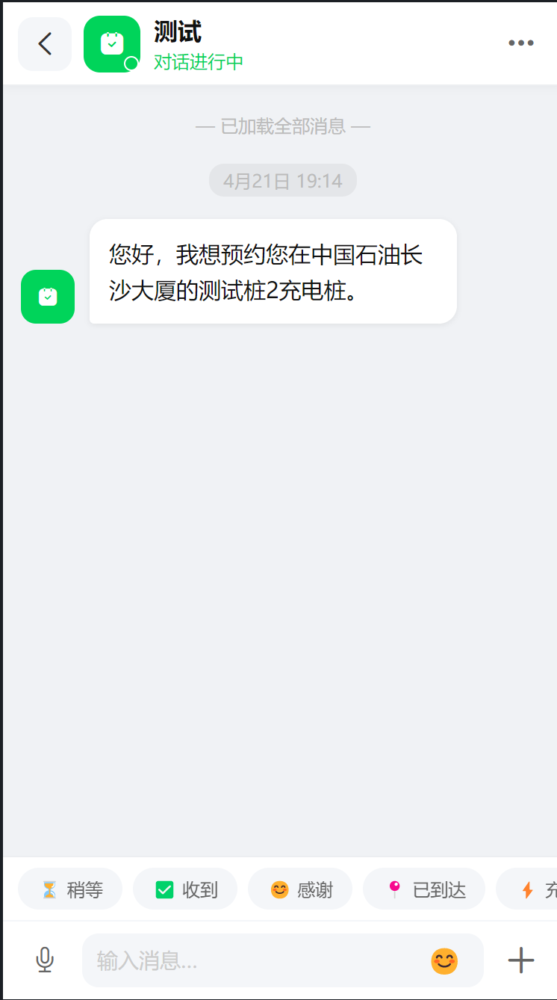 测试
对话进行中
— 已加载全部消息 —
4月21日 19:14
您好，我想预约您在中国石油长
沙大厦的测试桩2充电桩。
稍等 收到 感谢 已到达 充
输入消息...